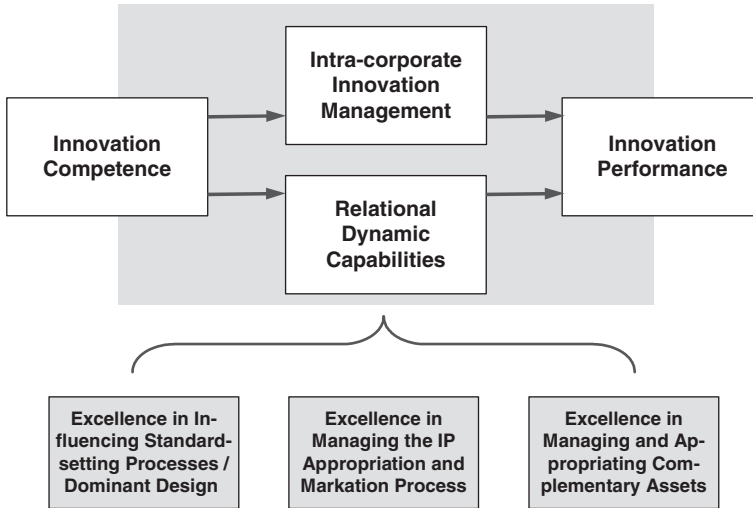 Intra-corporate
Innovation
Management
Innovation
Competence
Innovation
Performance
Relational
Dynamic
Capabilities
Excellence in In-
fluencing Standard-
setting Processes /
Dominant Design
Excellence in
Managing the IP
Appropriation and
Markation Process
Excellence in
Managing and Ap-
propriating Com-
plementary Assets